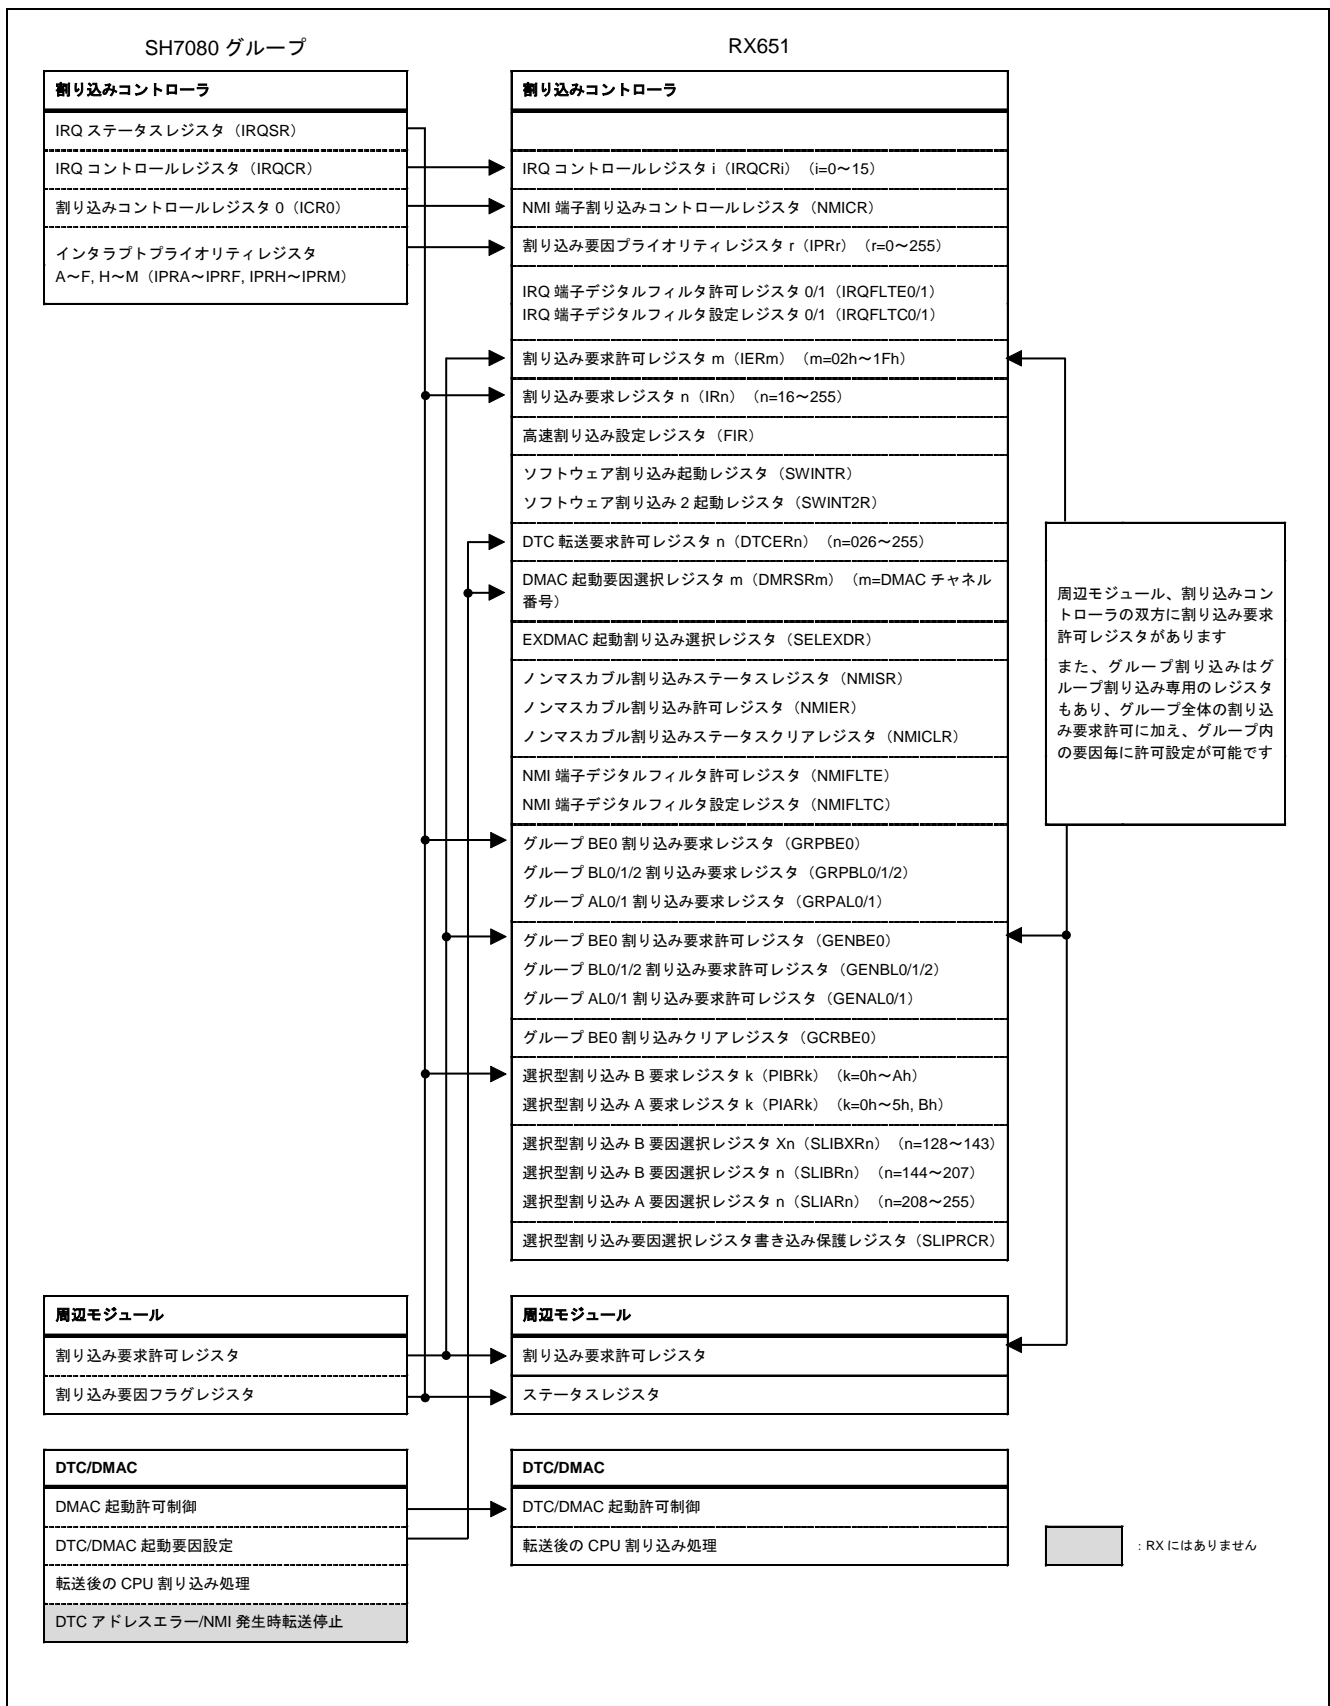 SH7080 グループ
RX651
割り込みコントローラ
IRQ ステータスレジスタ（IRQSR）
IRQ コントロールレジスタ（IRQCR）
割り込みコントロールレジスタ 0（ICR0）
インタラプトプライオリティレジスタ
A～F, H～M（IPRA～IPRF, IPRH～IPRM）
割り込みコントローラ
IRQ コントロールレジスタ i（IRQCRi）（i=0～15）
NMI 端子割り込みコントロールレジスタ（NMICR）
割り込み要因プライオリティレジスタ r（IPRr）（r=0～255）
IRQ 端子デジタルフィルタ許可レジスタ 0/1（IRQFLTE0/1）
IRQ 端子デジタルフィルタ設定レジスタ 0/1（IRQFLTC0/1）
割り込み要求許可レジスタ m（IERm）（m=02h～1Fh）
割り込み要求レジスタ n（IRn）（n=16～255）
高速割り込み設定レジスタ（FIR）
ソフトウェア割り込み起動レジスタ（SWINTR）
ソフトウェア割り込み 2 起動レジスタ（SWINT2R）
DTC 転送要求許可レジスタ n（DTCERn）（n=026～255）
DMAC 起動要因選択レジスタ m（DMRSRm）（m=DMAC チャネル
番号）
EXDMAC 起動割り込み選択レジスタ（SELEXDR）
ノンマスカブル割り込みステータスレジスタ（NMISR）
ノンマスカブル割り込み許可レジスタ（NMIER）
ノンマスカブル割り込みステータスクリアレジスタ（NMICLR）
NMI 端子デジタルフィルタ許可レジスタ（NMIFLTE）
NMI 端子デジタルフィルタ設定レジスタ（NMIFLTC）
グループ BE0 割り込み要求レジスタ（GRPBE0）
グループ BL0/1/2 割り込み要求レジスタ（GRPBL0/1/2）
グループ AL0/1 割り込み要求レジスタ（GRPAL0/1）
グループ BE0 割り込み要求許可レジスタ（GENBE0）
グループ BL0/1/2 割り込み要求許可レジスタ（GENBL0/1/2）
グループ AL0/1 割り込み要求許可レジスタ（GENAL0/1）
グループ BE0 割り込みクリアレジスタ（GCRBE0）
選択型割り込み B 要求レジスタ k（PIBRk）（k=0h～Ah）
選択型割り込み A 要求レジスタ k（PIARk）（k=0h～5h, Bh）
選択型割り込み B 要因選択レジスタ Xn（SLIBXRn）（n=128～143）
選択型割り込み B 要因選択レジスタ n（SLIBRn）（n=144～207）
選択型割り込み A 要因選択レジスタ n（SLIARn）（n=208～255）
選択型割り込み要因選択レジスタ書き込み保護レジスタ（SLIPRCR）
周辺モジュール、割り込みコン
トローラの双方に割り込み要求
許可レジスタがあります
また、グループ割り込みはグ
ループ割り込み専用のレジスタ
もあり、グループ全体の割り込
み要求許可に加え、グループ内
の要因毎に許可設定が可能です
周辺モジュール
割り込み要求許可レジスタ
割り込み要因フラグレジスタ
周辺モジュール
割り込み要求許可レジスタ
ステータスレジスタ
DTC/DMAC
DMAC 起動許可制御
DTC/DMAC 起動要因設定
転送後の CPU 割り込み処理
DTC アドレスエラー/NMI 発生時転送停止
DTC/DMAC
DTC/DMAC 起動許可制御
転送後の CPU 割り込み処理
: RX にはありません